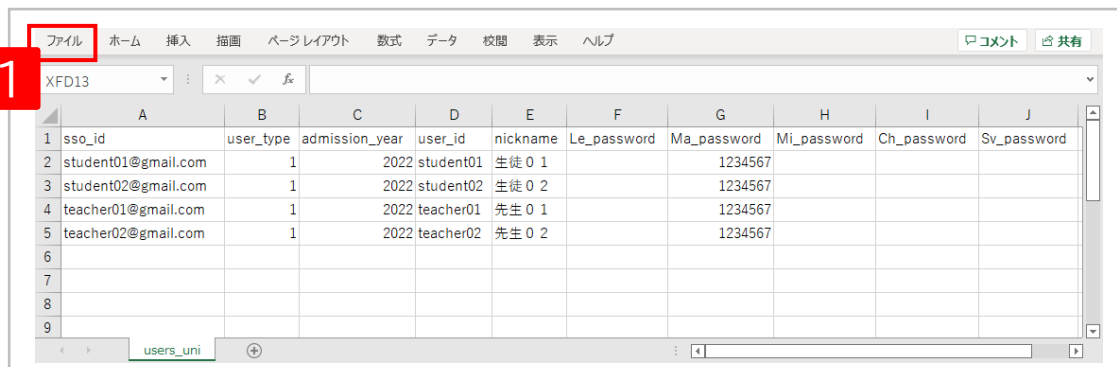 ファイル ホーム 挿入 描画 ページ レイアウト 数式 データ 校閲 表示 ヘルプ コメント 共有
1
XFD13 fx
A B C D E F G H I J
1 sso_id user_type admission_year user_id nickname Le_password Ma_password Mi_password Ch_password Sv_password
2 student01@gmail.com 1 2022 student01 生徒０１ 1234567
3 student02@gmail.com 1 2022 student02 生徒０２ 1234567
4 teacher01@gmail.com 1 2022 teacher01 先生０１ 1234567
5 teacher02@gmail.com 1 2022 teacher02 先生０２ 1234567
6
7
8
9
users_uni